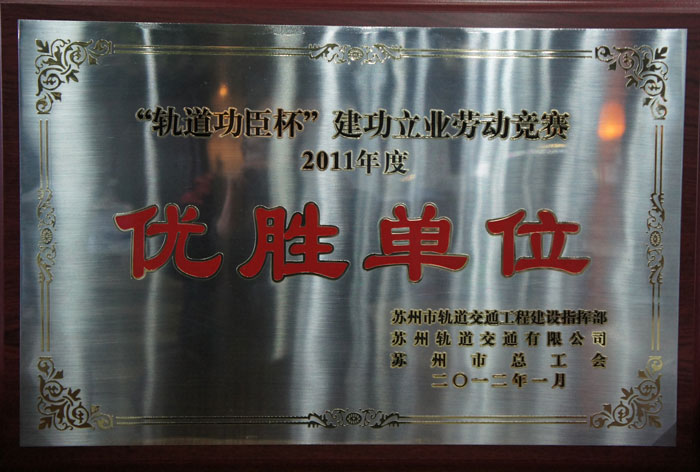 “轨道功臣杯”建功立业劳动竞赛
2011年度
优胜单位
苏州市轨道交通工程建设指挥部
苏州轨道交通有限公司
苏州市总工会
二〇一二年一月